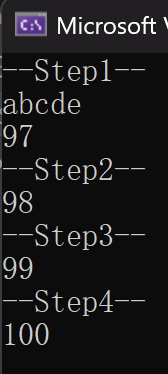 Microsoft V
--Step1--
abcde
97
--Step2--
98
--Step3--
99
--Step4--
100